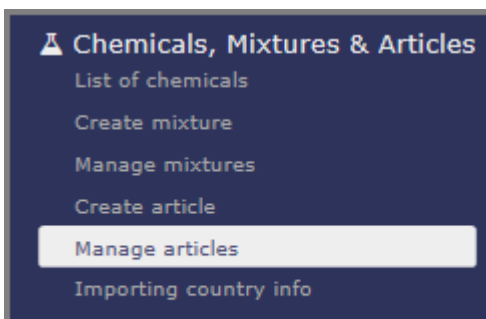 Chemicals, Mixtures & Articles
List of chemicals
Create mixture
Manage mixtures
Create article
Manage articles
Importing country info